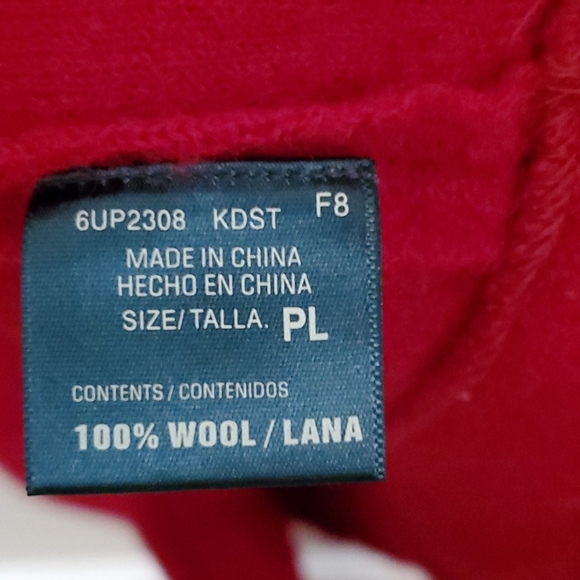 6UP2308 KDST F8
MADE IN CHINA
HECHO EN CHINA
SIZE/TALLA. PL
CONTENTS/CONTENIDOS
100% WOOL/LANA